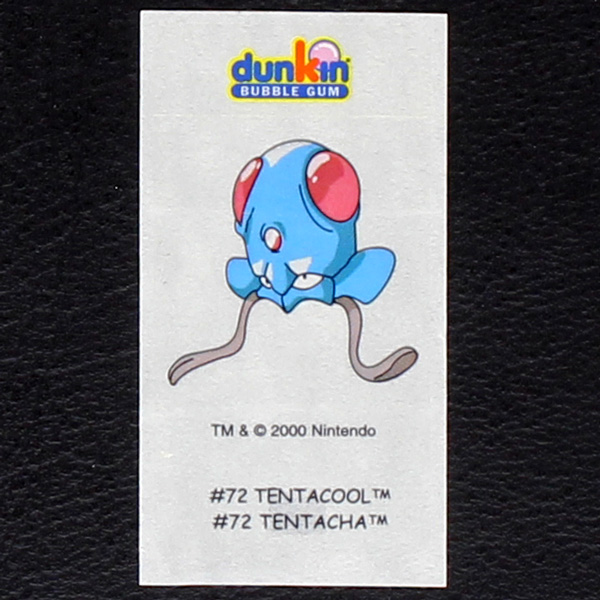 dunkin®
BUBBLE GUM
TM & © 2000 Nintendo
#72 TENTACOOL™
#72 TENTACHA™